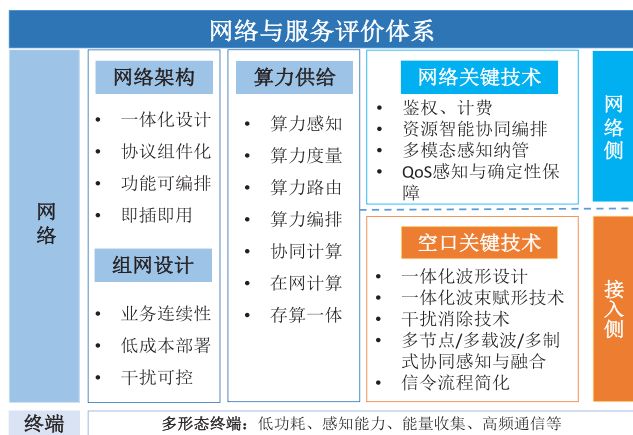 网络与服务评价体系
网络
网络架构
• 一体化设计
• 协议组件化
• 功能可编排
• 即插即用
组网设计
• 业务连续性
• 低成本部署
• 干扰可控
算力供给
• 算力感知
• 算力度量
• 算力路由
• 算力编排
• 协同计算
• 在网计算
• 存算一体
网络关键技术
• 鉴权、计费
• 资源智能协同编排
• 多模态感知纳管
• QoS感知与确定性保
障
网络侧
空口关键技术
• 一体化波形设计
• 一体化波束赋形技术
• 干扰消除技术
• 多节点/多载波/多制
式协同感知与融合
• 信令流程简化
接入侧
终端
多形态终端：低功耗、感知能力、能量收集、高频通信等